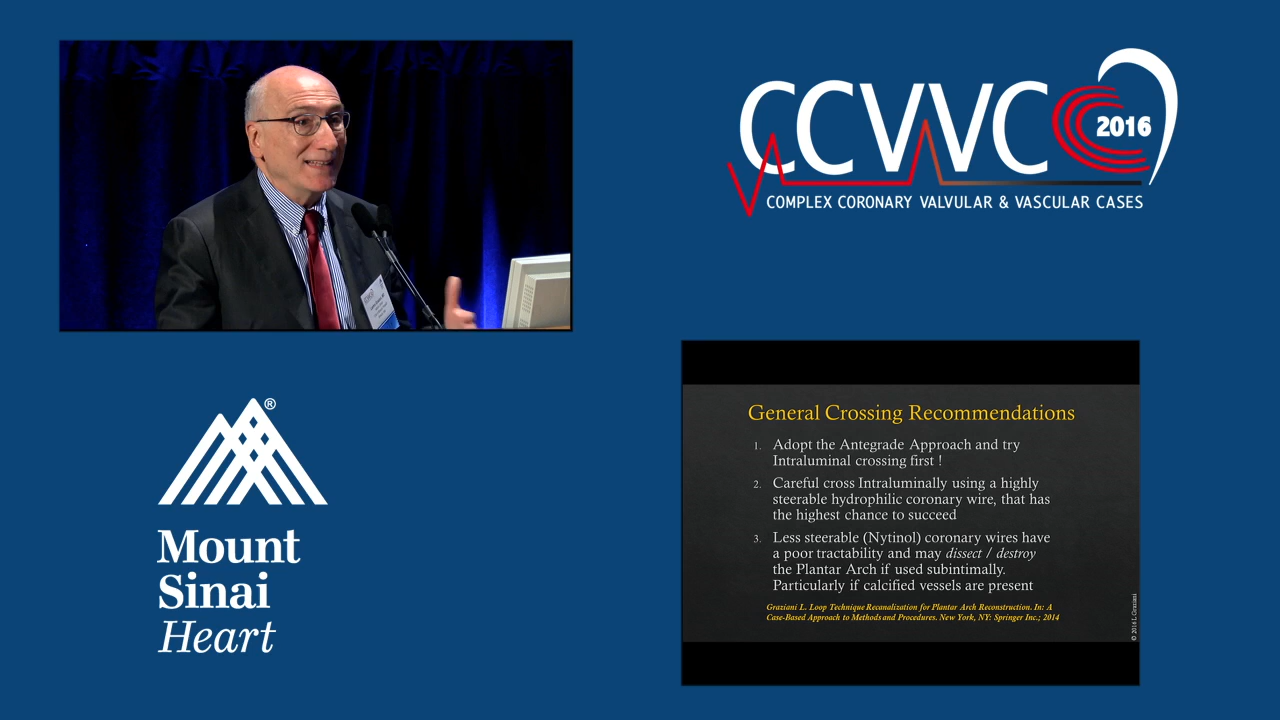 CCVVC
2016
COMPLEX CORONARY VALVULAR & VASCULAR CASES
®
Mount
Sinai
Heart
General Crossing Recommendations
1. Adopt the Antegrade Approach and try
Intraluminal crossing first !
2. Careful cross Intraluminally using a highly
steerable hydrophilic coronary wire, that has
the highest chance to succeed
3. Less steerable (Nytinol) coronary wires have
a poor tractability and may dissect / destroy
the Plantar Arch if used subintimally.
Particularly if calcified vessels are present
Graziani L. Loop Technique Recanalization for Plantar Arch Reconstruction. In: A
Case-Based Approach to Methods and Procedures. New York, NY: Springer Inc.; 2014
© 2016 L Graziani